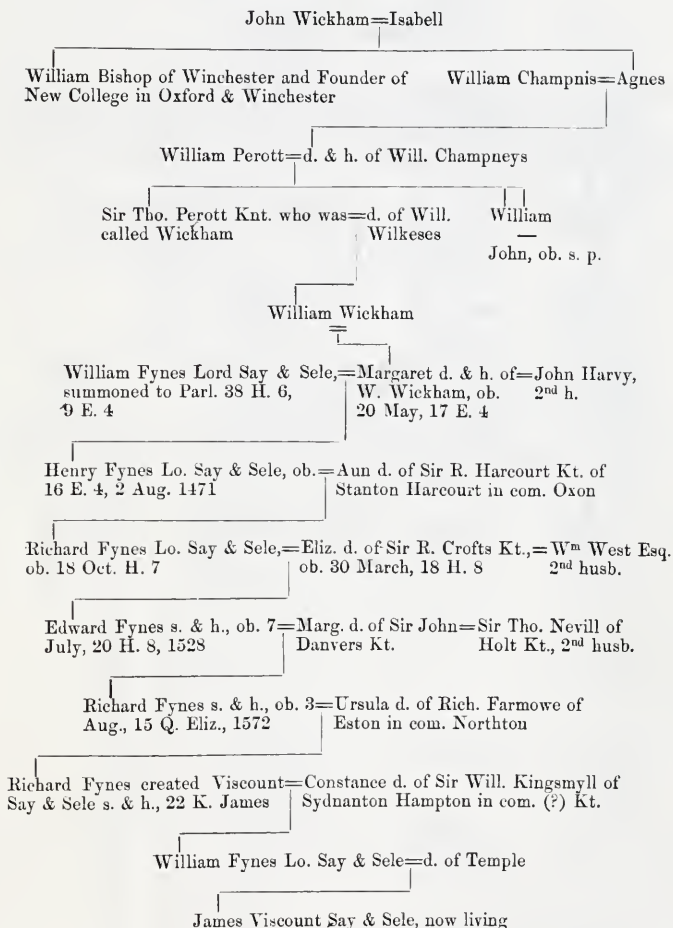 John Wickham=Isabell
William Bishop of Winchester and Founder of William Champnis=Agnes
New College in Oxford & Winchester
William Perott=d. & h. of Will. Champneys
Sir Tho. Perott Knt. who was=d. of Will. William
called Wickham Wilkeses —
John, ob. s. p.
William Wickham
=
William Fynes Lord Say & Sele,=Margaret d. & h. of=John Harvy,
summoned to Parl. 38 H. 6, W. Wickham, ob. 2nd h.
9 E. 4 20 May, 17 E. 4
Henry Fynes Lo. Say & Sele, ob.=Aun d. of Sir R. Harcourt Kt. of
16 E. 4, 2 Aug. 1471 Stanton Harcourt in com. Oxon
Richard Fynes Lo. Say & Sele,=Eliz. d. of Sir R. Crofts Kt.,=Wm West Esq.
ob. 18 Oct. H. 7 ob. 30 March, 18 H. 8 2nd husb.
Edward Fynes s. & h., ob. 7=Marg. d. of Sir John=Sir Tho. Nevill of
July, 20 H. 8, 1528 Danvers Kt. Holt Kt., 2nd husb.
Richard Fynes s. & h., ob. 3=Ursula d. of Rich. Farmowe of
Aug., 15 Q. Eliz., 1572 Eston in com. Northton
Richard Fynes created Viscount=Constance d. of Sir Will. Kingsmyll of
Say & Sele s. & h., 22 K. James Sydnanton Hampton in com. (?) Kt.
William Fynes Lo. Say & Sele=d. of Temple
James Viscount Say & Sele, now living